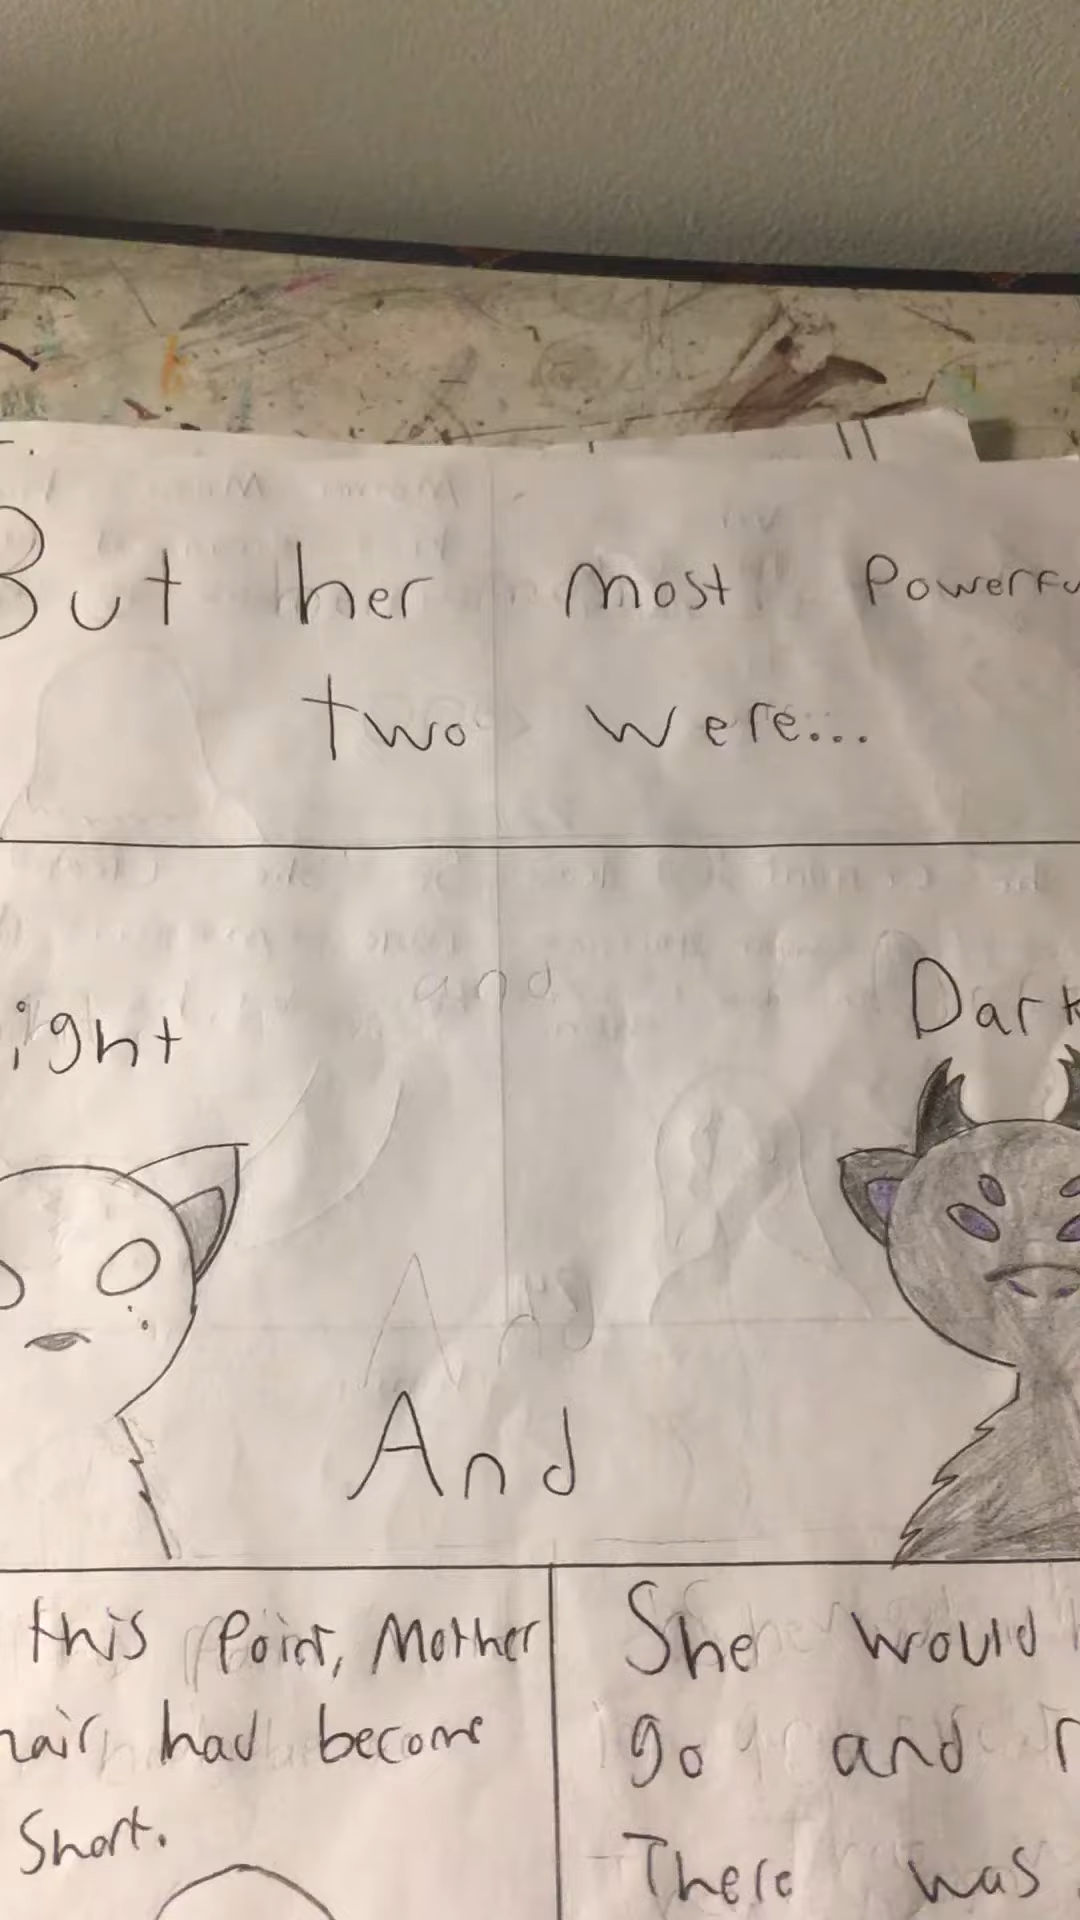 But her most Powerfu
two were...
ight
Dark
And
this Point, Mother
hair had become
Short.
She would
go and
There was